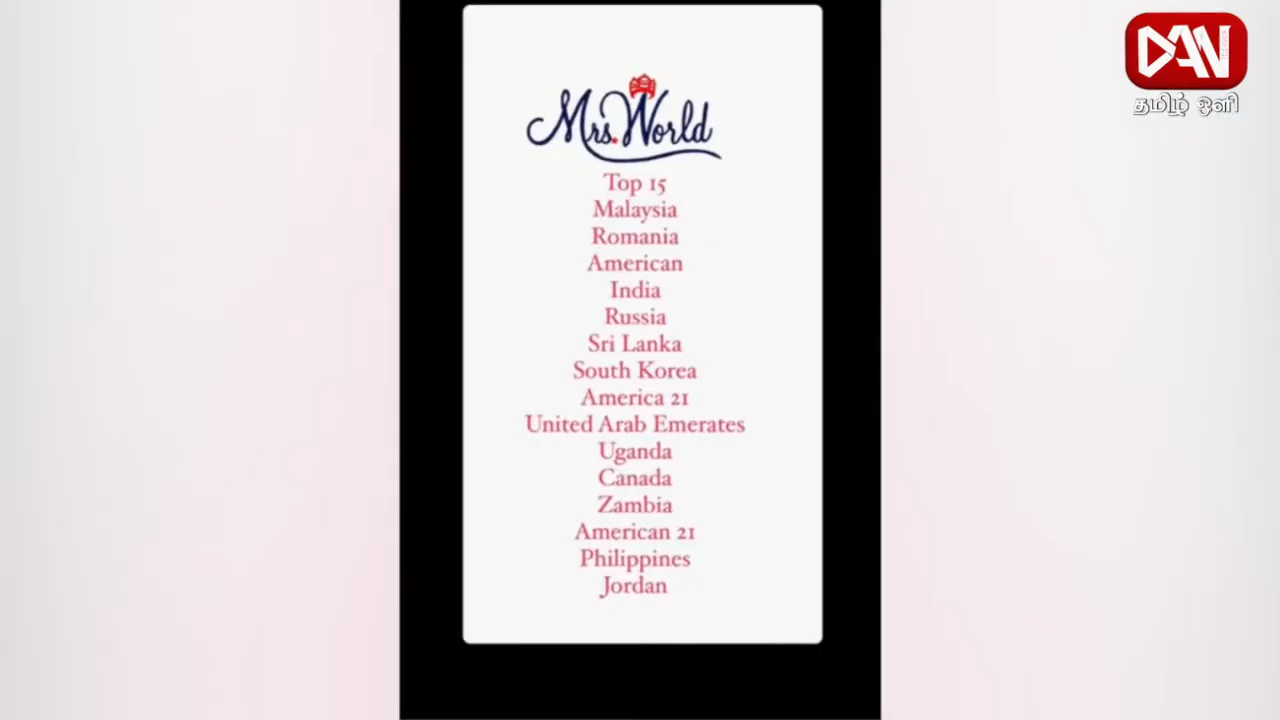 Mrs. World
Top 15
Malaysia
Romania
American
India
Russia
Sri Lanka
South Korea
America 21
United Arab Emerates
Uganda
Canada
Zambia
American 21
Philippines
Jordan
DAN
தமிழ் ஒளி